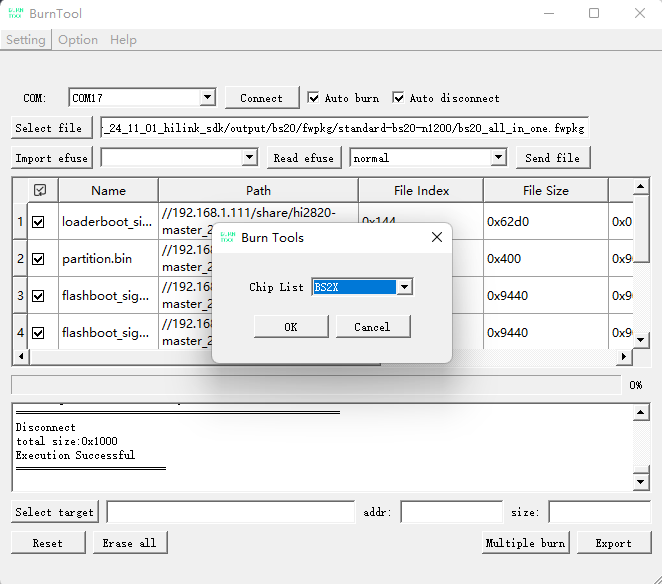 BurnTool
Setting Option Help
COM: COM17 Connect Auto burn Auto disconnect
Select file _24_11_01_hilink_sdk/output/bs20/fwpkg/standard-bs20-n1200/bs20_all_in_one.fwpkg
Import efuse Read efuse normal Send file
Name Path File Index File Size
1 loaderboot_si... //192.168.1.111/share/hi2820-
master_2 0x144 0x62d0 0x0
2 partition.bin //192.16
master_2 0x400 0x9
3 flashboot_sig... //192.168
master_2 0x9440 0x9
4 flashboot_sig... //192.168
master_2 0x9440 0x9
Burn Tools
Chip List BS2X
OK Cancel
0%
Disconnect
total size:0x1000
Execution Successful
Select target addr: size:
Reset Erase all Multiple burn Export